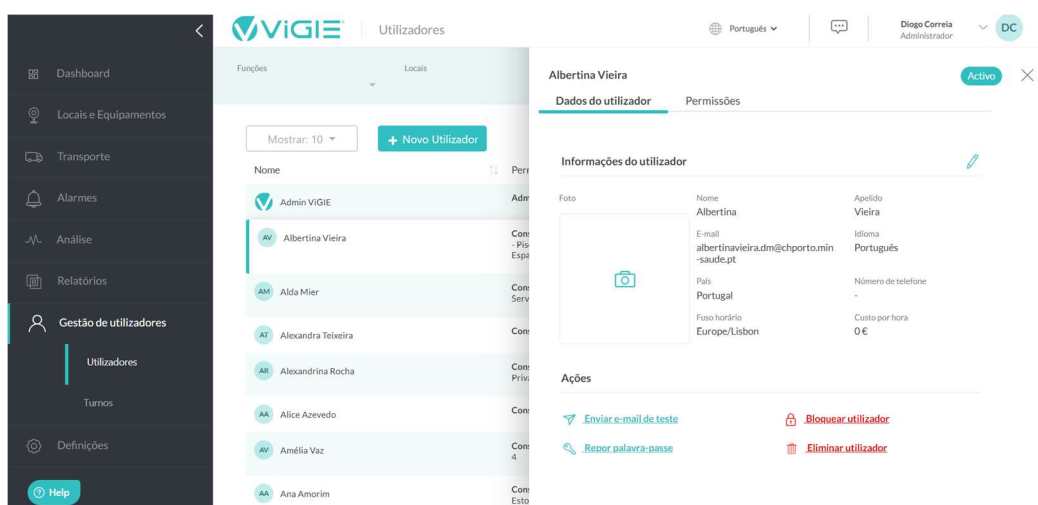 ViGIE
Utilizadores
Português
Diogo Correia
Administrador
DC
Dashboard
Locais e Equipamentos
Transporte
Alarmes
Análise
Relatórios
Gestão de utilizadores
Utilizadores
Turnos
Definições
Help
Funções
Locais
Mostrar: 10
+ Novo Utilizador
Nome
Admin ViGIE
AV Albertina Vieira
AM Alda Mier
AT Alexandra Teixeira
AR Alexandrina Rocha
AA Alice Azevedo
AV Amélia Vaz
4
AA Ana Amorim
Albertina Vieira
Activo
Dados do utilizador
Permissões
Informações do utilizador
Foto
Nome
Albertina
Apelido
Vieira
E-mail
albertinavieira.dm@chporto.min
-saude.pt
Idioma
Português
País
Portugal
Número de telefone
-
Fuso horário
Europe/Lisbon
Custo por hora
0 €
Ações
Enviar e-mail de teste
Bloquear utilizador
Repor palavra-passe
Eliminar utilizador